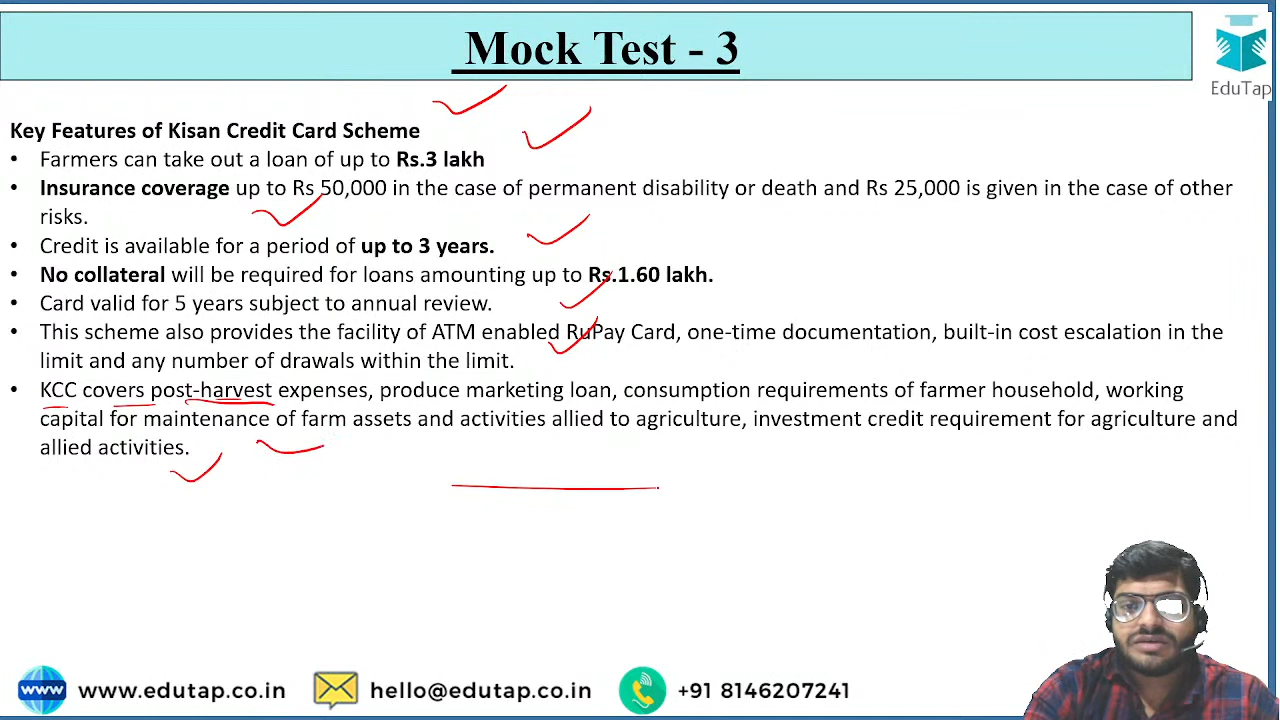 Mock Test - 3
EduTap
Key Features of Kisan Credit Card Scheme
• Farmers can take out a loan of up to Rs.3 lakh
• Insurance coverage up to Rs 50,000 in the case of permanent disability or death and Rs 25,000 is given in the case of other
risks.
• Credit is available for a period of up to 3 years.
• No collateral will be required for loans amounting up to Rs.1.60 lakh.
• Card valid for 5 years subject to annual review.
• This scheme also provides the facility of ATM enabled RuPay Card, one-time documentation, built-in cost escalation in the
limit and any number of drawals within the limit.
• KCC covers post-harvest expenses, produce marketing loan, consumption requirements of farmer household, working
capital for maintenance of farm assets and activities allied to agriculture, investment credit requirement for agriculture and
allied activities.
www www.edutap.co.in hello@edutap.co.in +91 8146207241